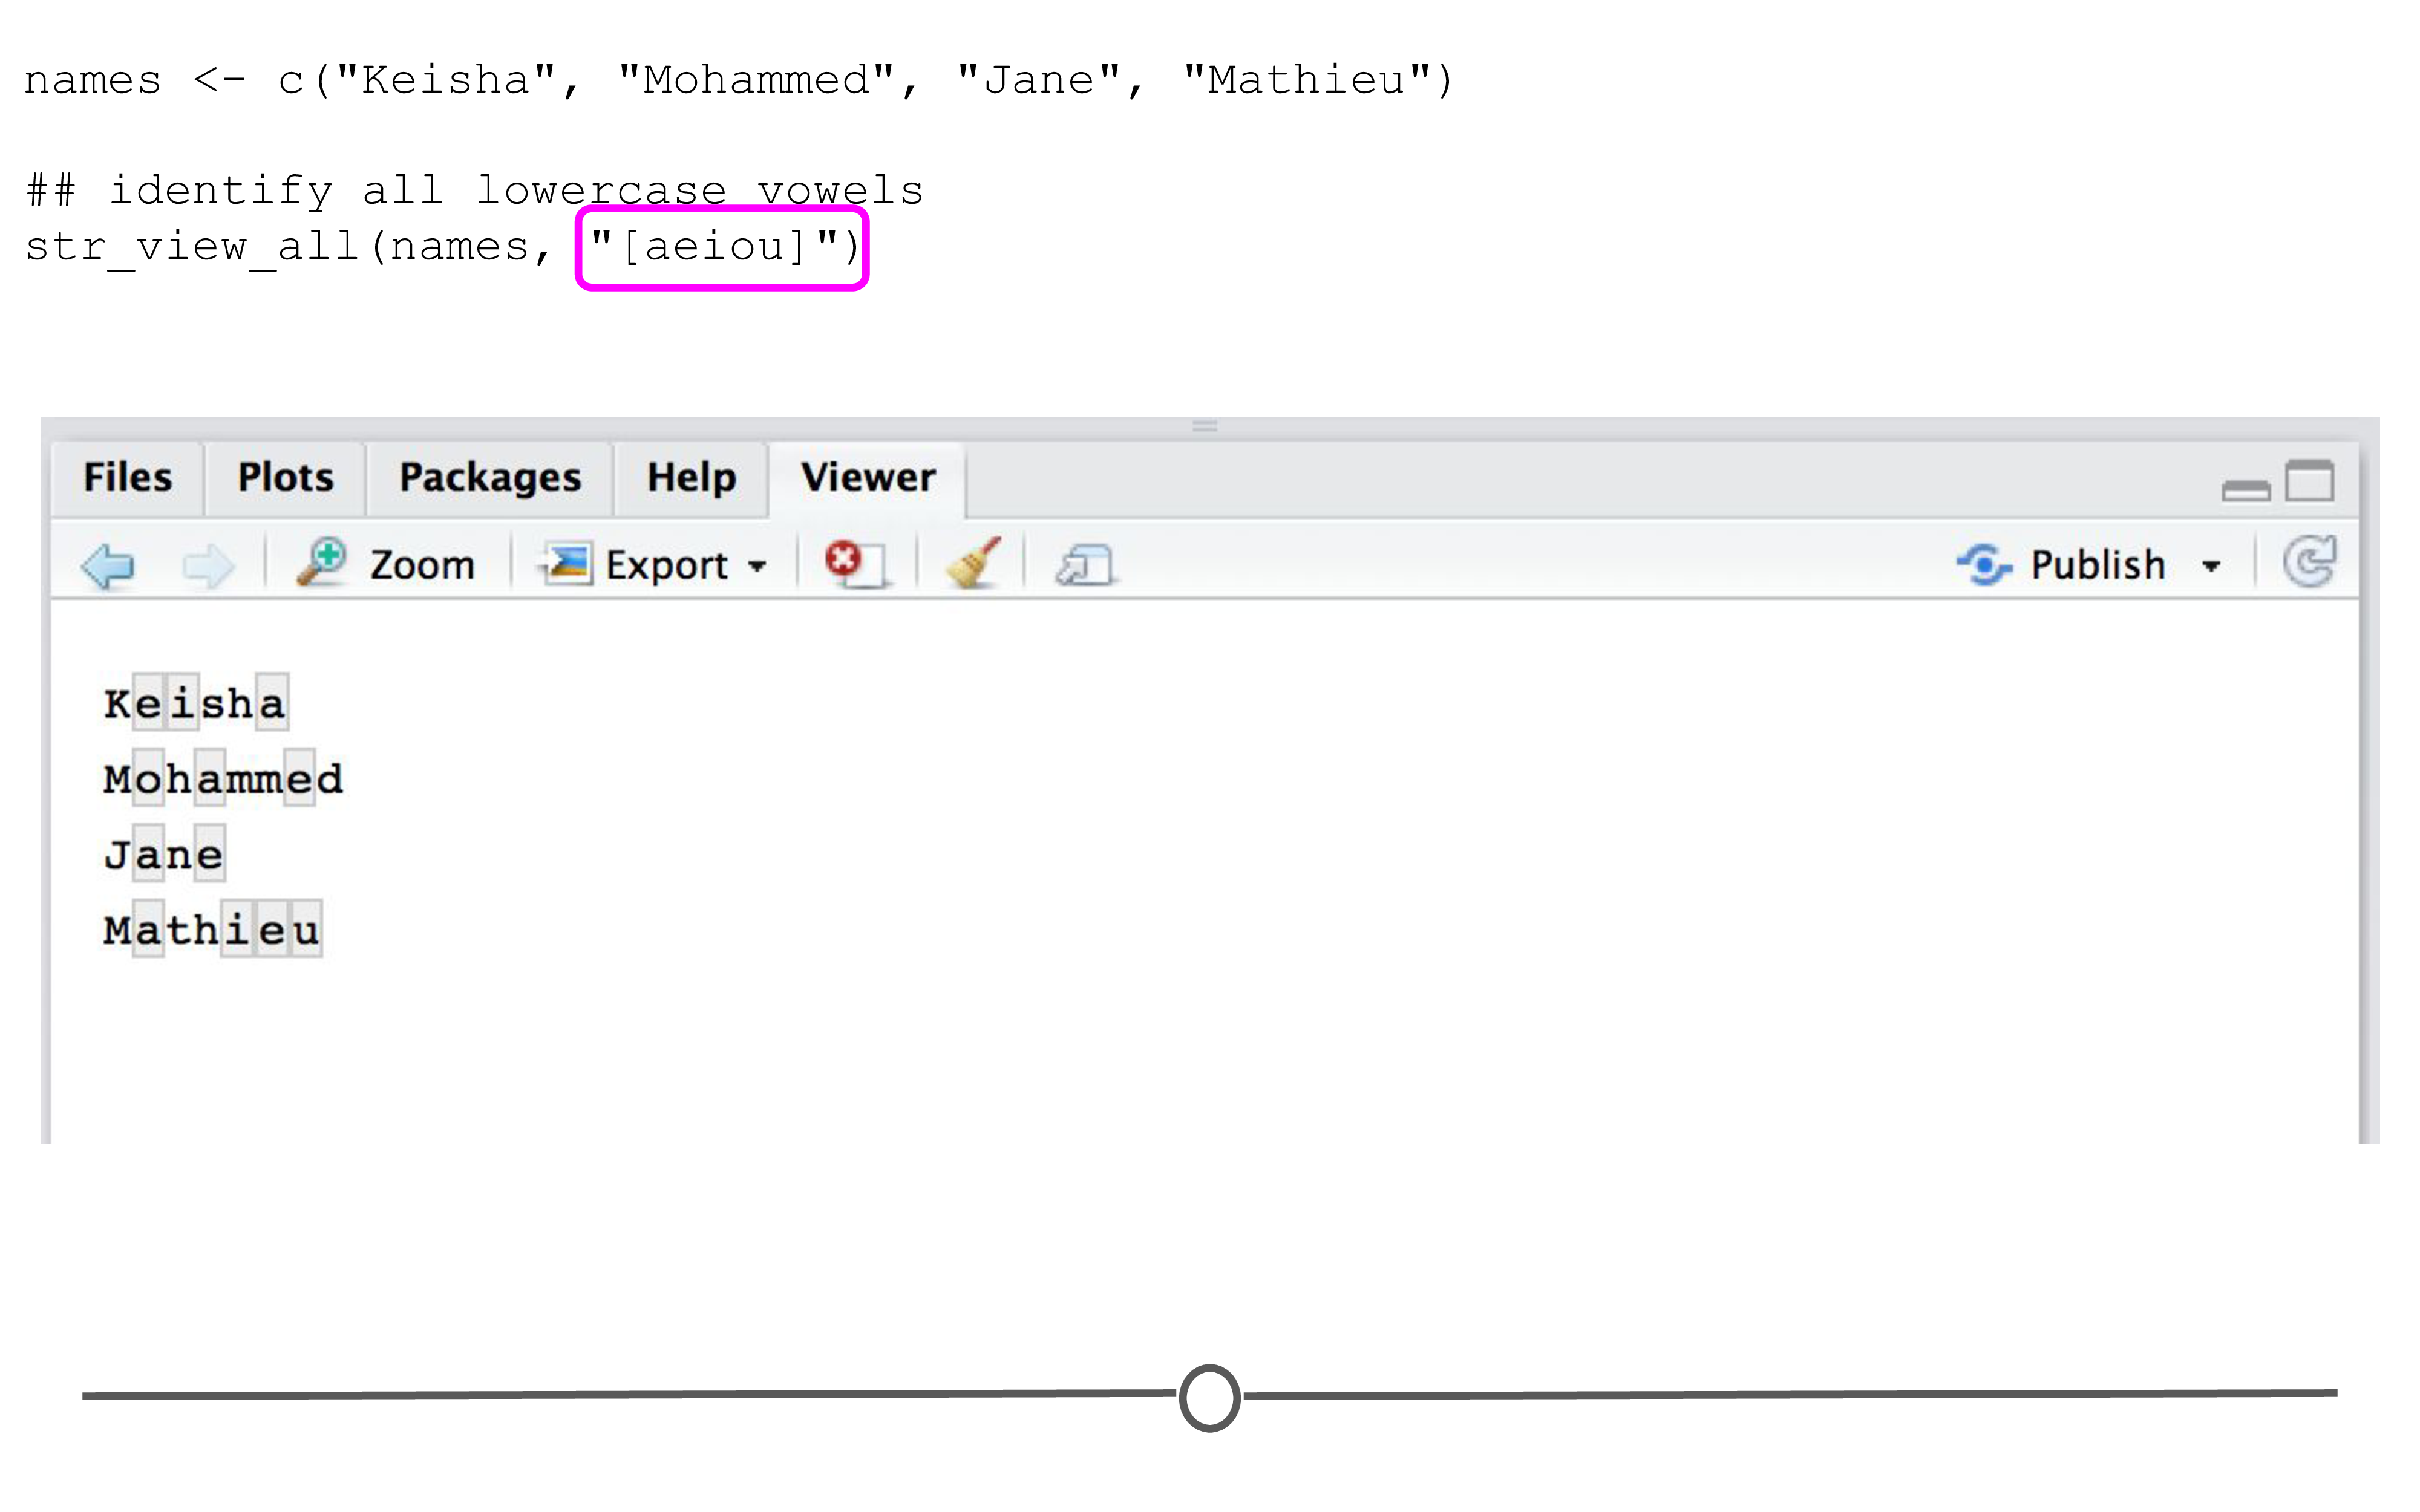 names <- c("Keisha", "Mohammed", "Jane", "Mathieu")
## identify all lowercase vowels
str_view_all(names, "[aeiou]")
Files Plots Packages Help Viewer
Zoom Export Publish
Keisha
Mohammed
Jane
Mathieu